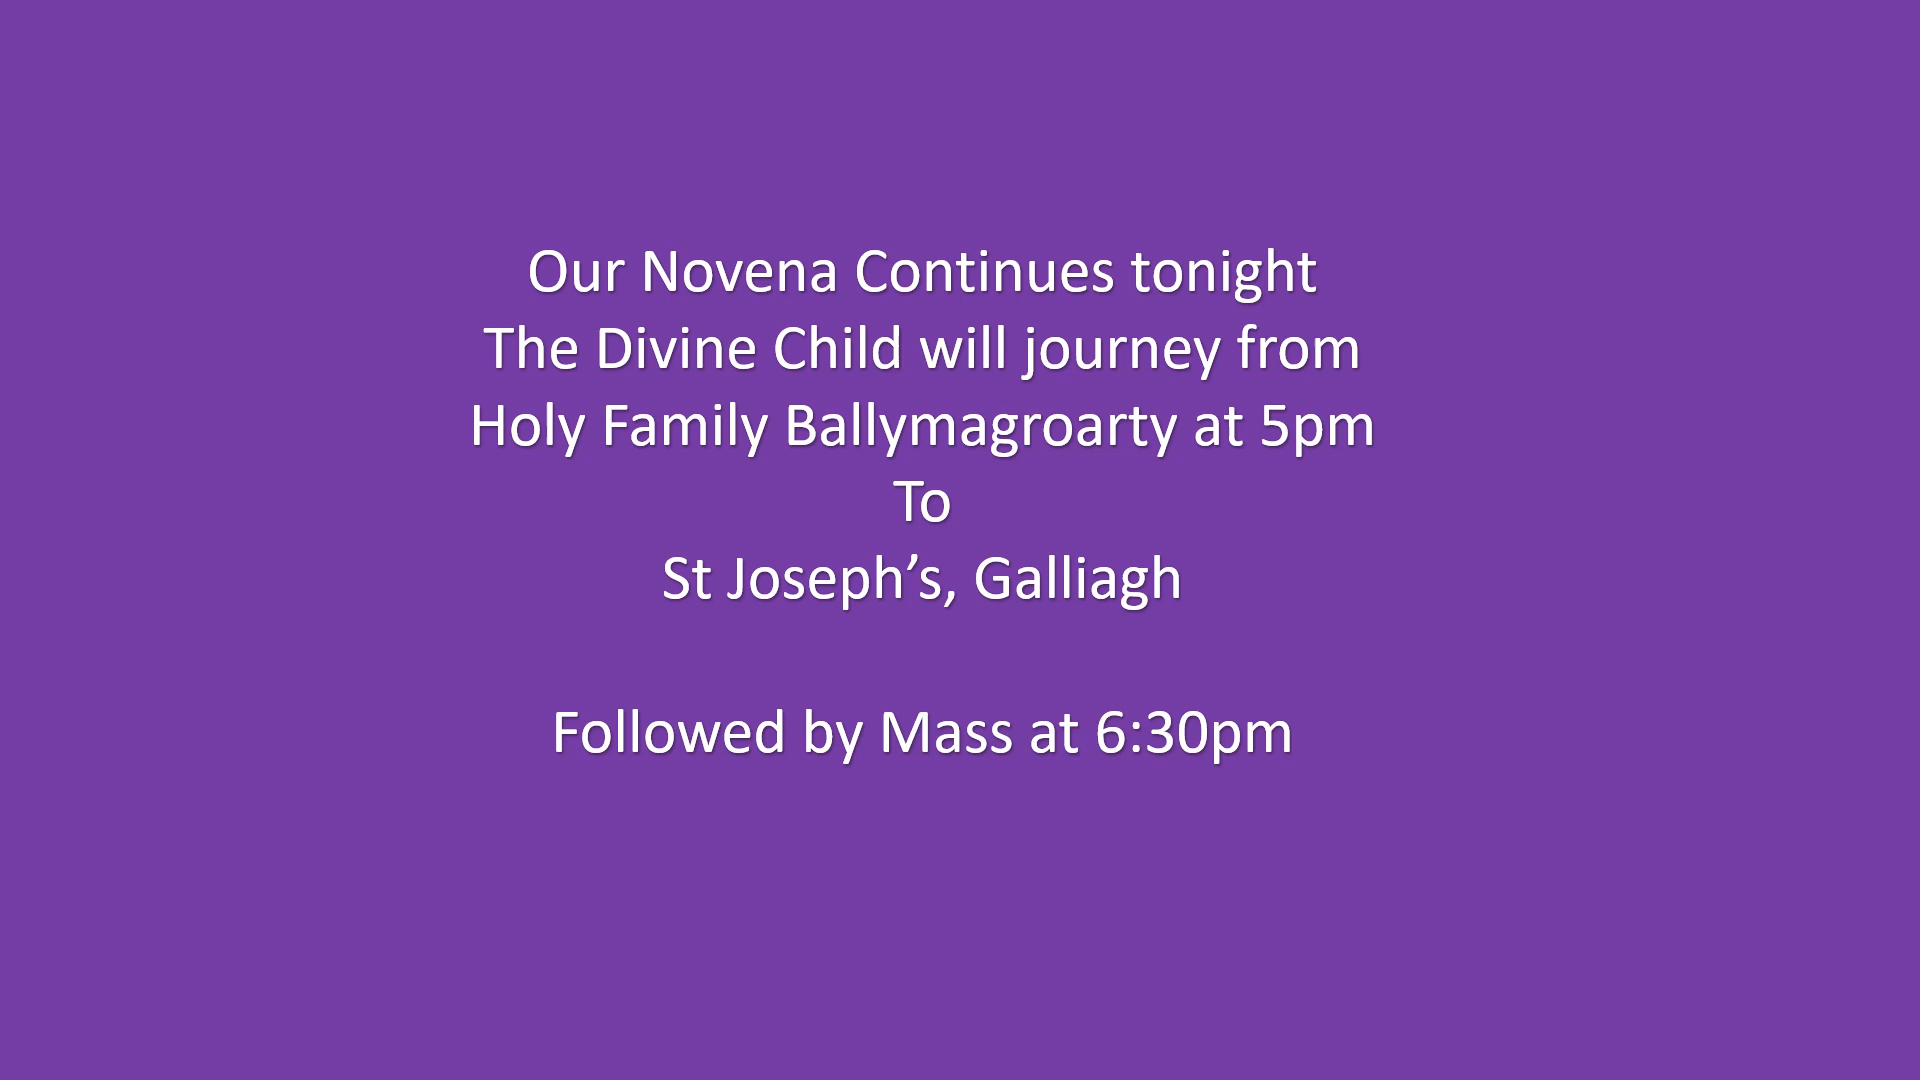 Our Novena Continues tonight
The Divine Child will journey from
Holy Family Ballymagroarty at 5pm
To
St Joseph’s, Galliagh
Followed by Mass at 6:30pm